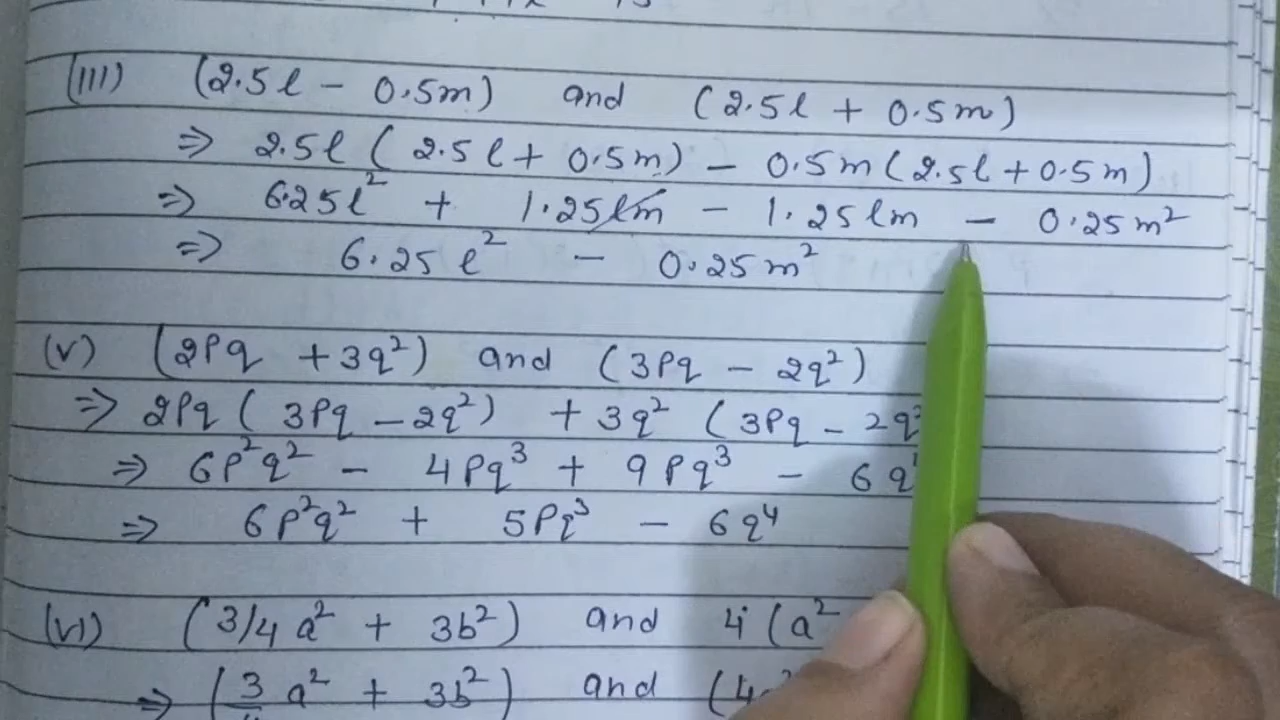 (III) (2.5l - 0.5m) and (2.5l + 0.5m)
⇒ 2.5l (2.5l + 0.5m) - 0.5m (2.5l + 0.5m)
⇒ 6.25l² + 1.25lm - 1.25lm - 0.25m²
⇒ 6.25l² - 0.25m²
(V) (2Pq + 3q²) and (3Pq - 2q²)
⇒ 2Pq (3Pq - 2q²) + 3q² (3Pq - 2q
⇒ 6P²q² - 4Pq³ + 9Pq³ - 6q
⇒ 6P²q² + 5Pq³ - 6q⁴
(VI) (3/4 a² + 3b²) and 4 (a²
⇒ (3 a² + 3b²) and (4